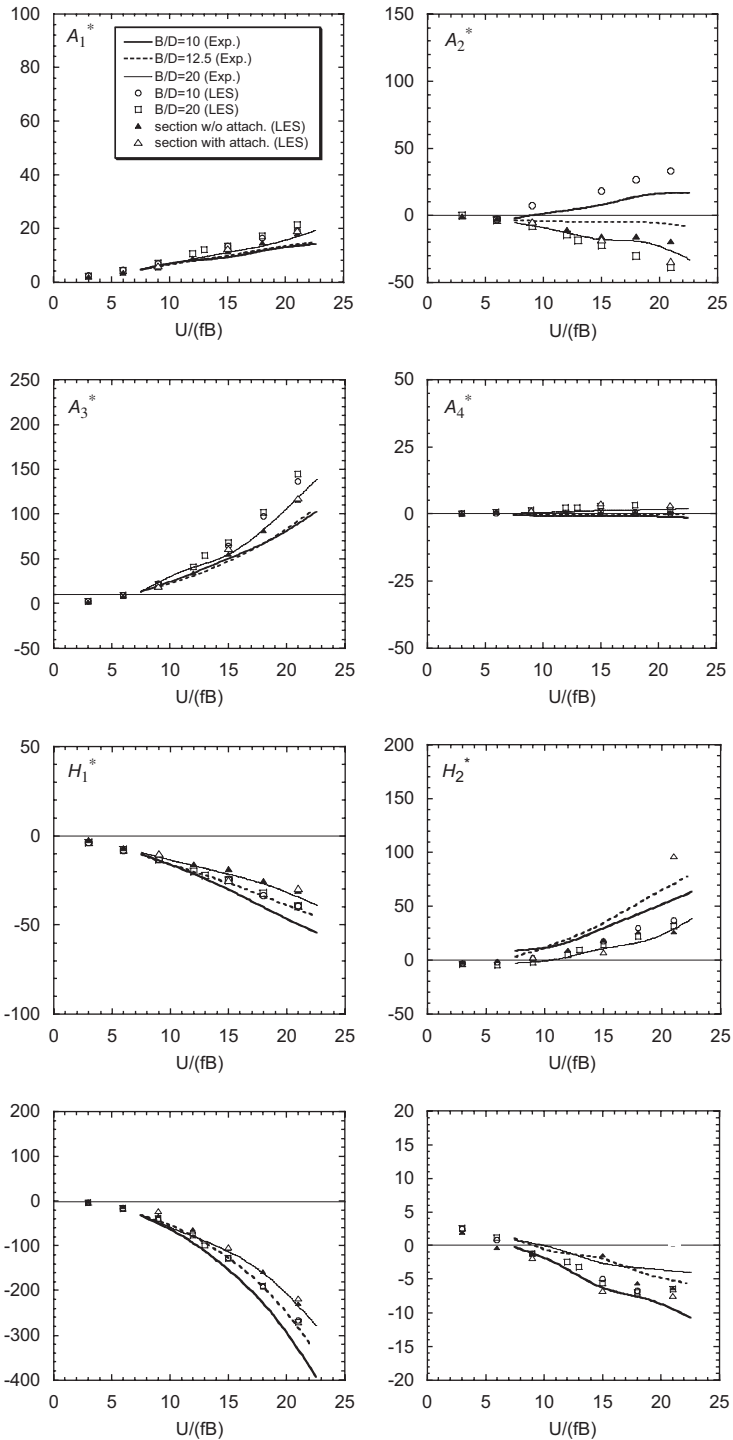 A1*
100
80
60
40
20
0
B/D=10 (Exp.)
B/D=12.5 (Exp.)
B/D=20 (Exp.)
B/D=10 (LES)
B/D=20 (LES)
section w/o attach. (LES)
section with attach. (LES)
0 5 10 15 20 25
U/(fB)
A2*
150
100
50
0
-50
0 5 10 15 20 25
U/(fB)
A3*
250
200
150
100
50
0
-50
0 5 10 15 20 25
U/(fB)
A4*
50
25
0
-25
-50
0 5 10 15 20 25
U/(fB)
H1*
50
0
-50
-100
0 5 10 15 20 25
U/(fB)
H2*
200
150
100
50
0
-50
0 5 10 15 20 25
U/(fB)
200
100
0
-100
-200
-300
-400
0 5 10 15 20 25
U/(fB)
20
15
10
5
0
-5
-10
-15
-20
0 5 10 15 20 25
U/(fB)